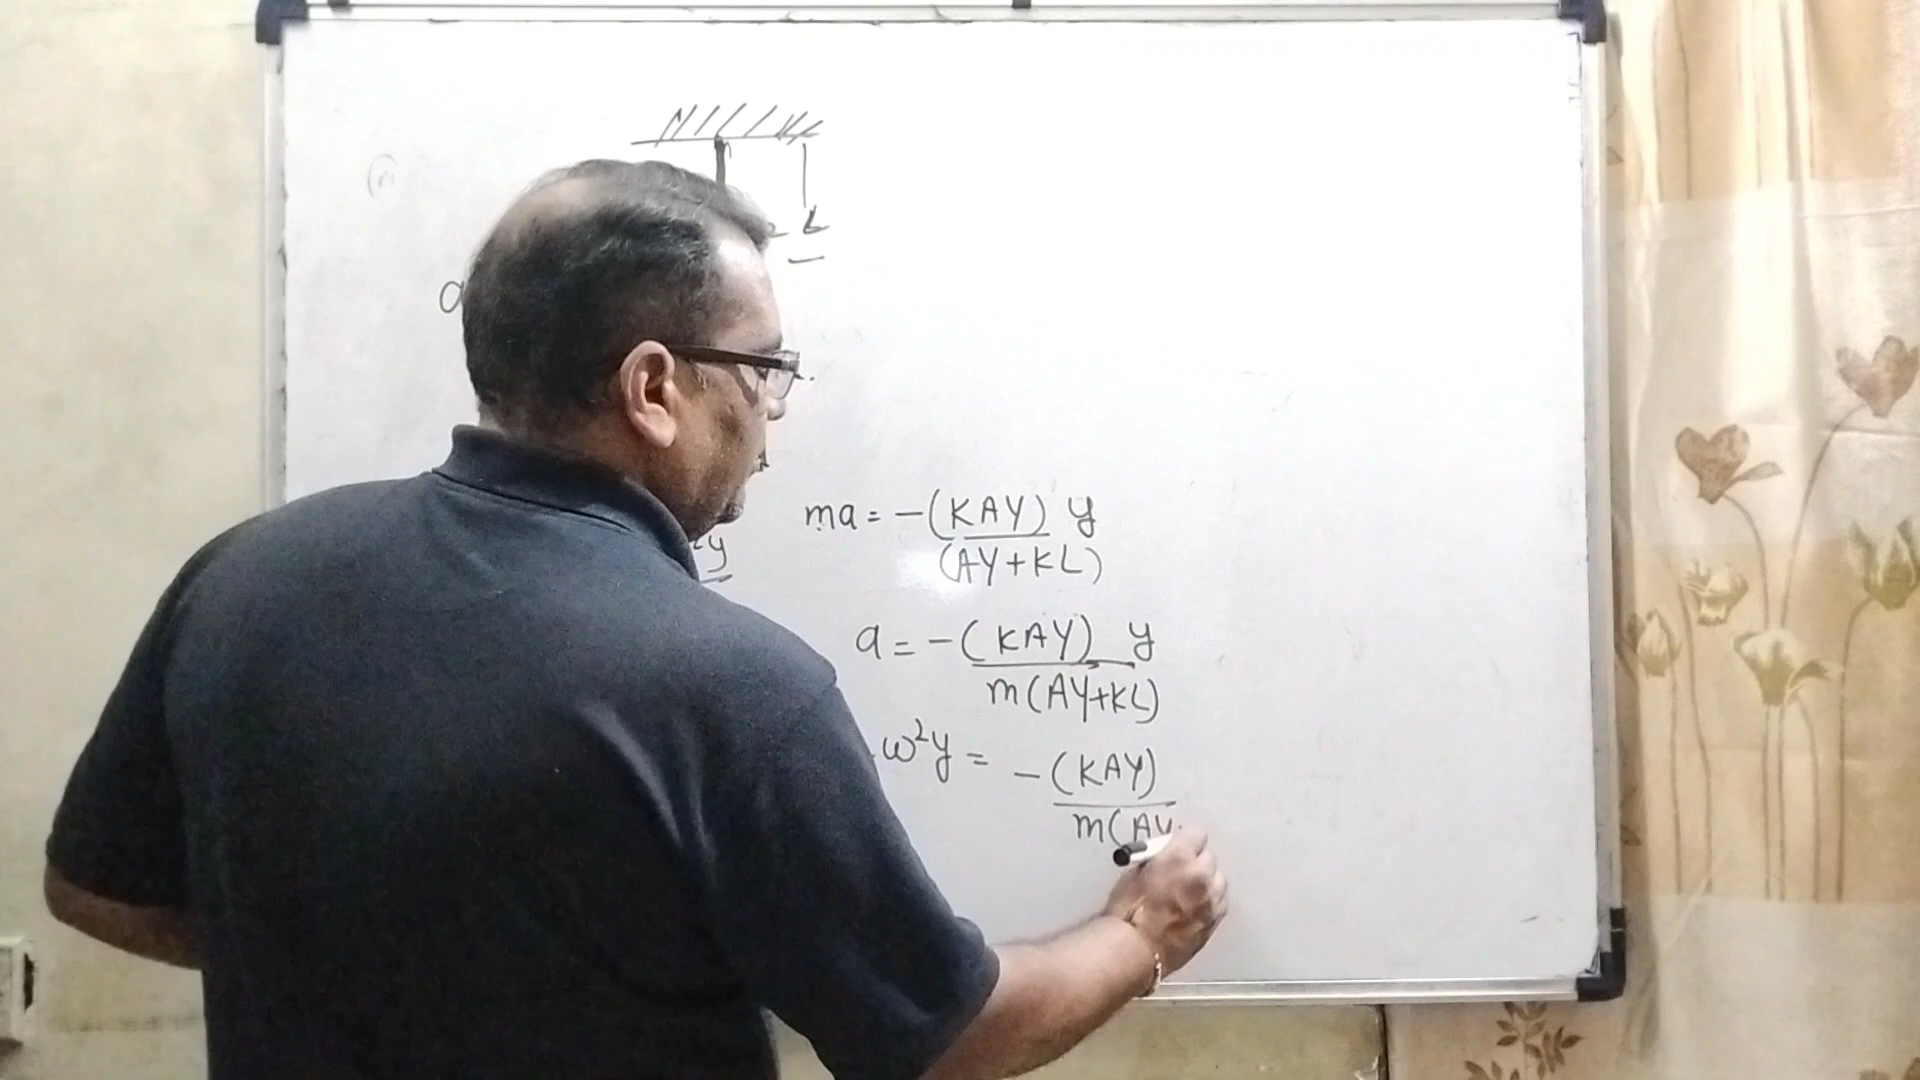 L
a
y
ma = -(KAY) y
(AY+KL)
a = -(KAY) y
m(AY+KL)
ω²y = -(KAY)
m(AY